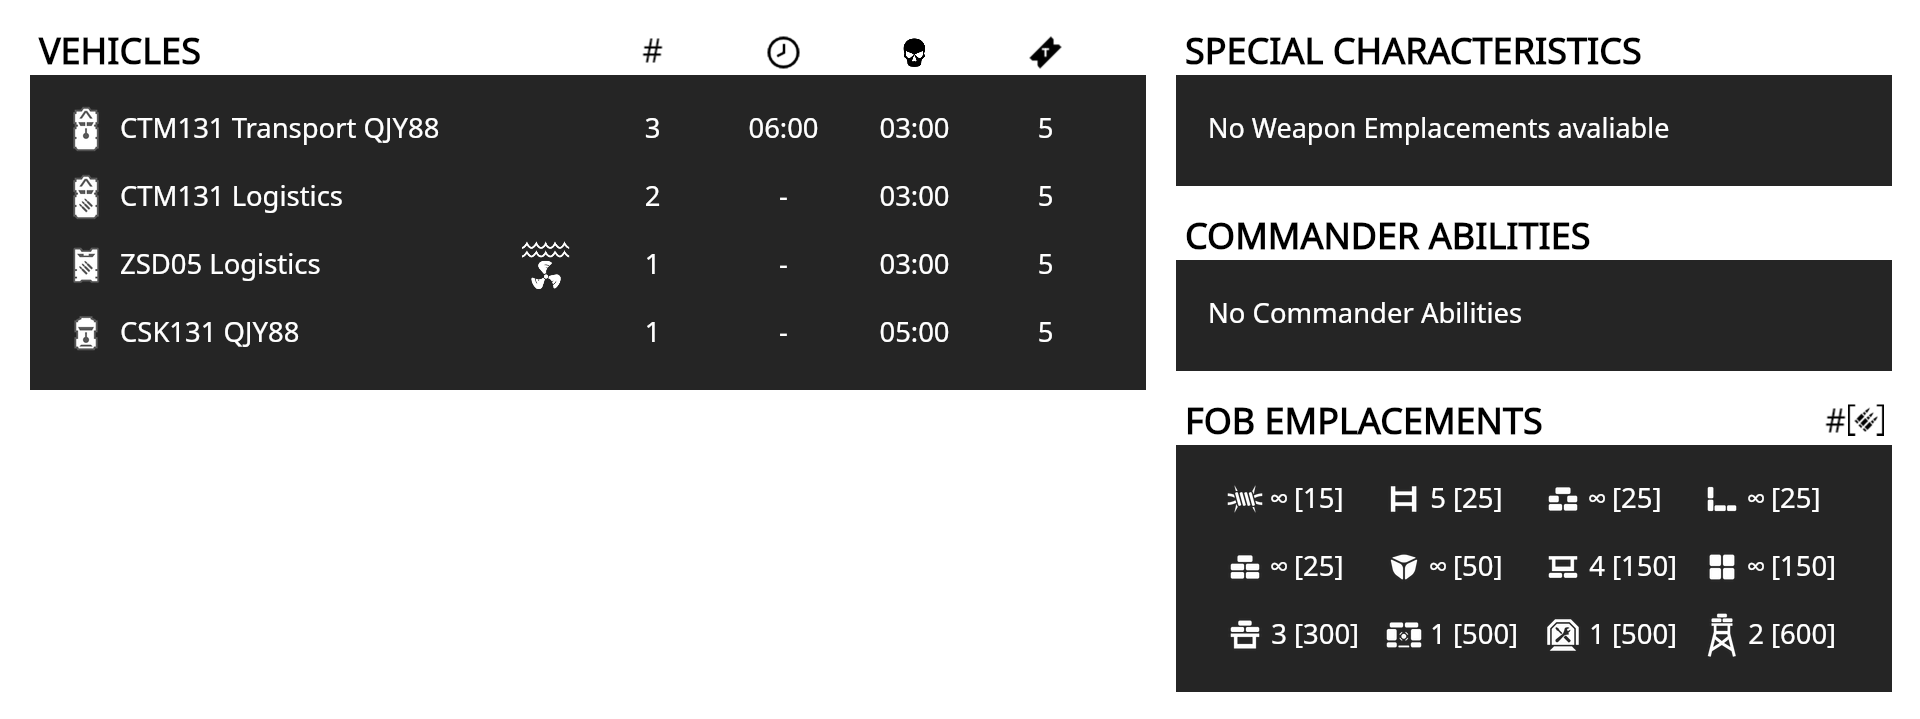 VEHICLES #
CTM131 Transport QJY88 3 06:00 03:00 5
CTM131 Logistics 2 - 03:00 5
ZSD05 Logistics 1 - 03:00 5
CSK131 QJY88 1 - 05:00 5
SPECIAL CHARACTERISTICS
No Weapon Emplacements avaliable
COMMANDER ABILITIES
No Commander Abilities
FOB EMPLACEMENTS #[]
∞ [15] 5 [25] ∞ [25] ∞ [25]
∞ [25] ∞ [50] 4 [150] ∞ [150]
3 [300] 1 [500] 1 [500] 2 [600]